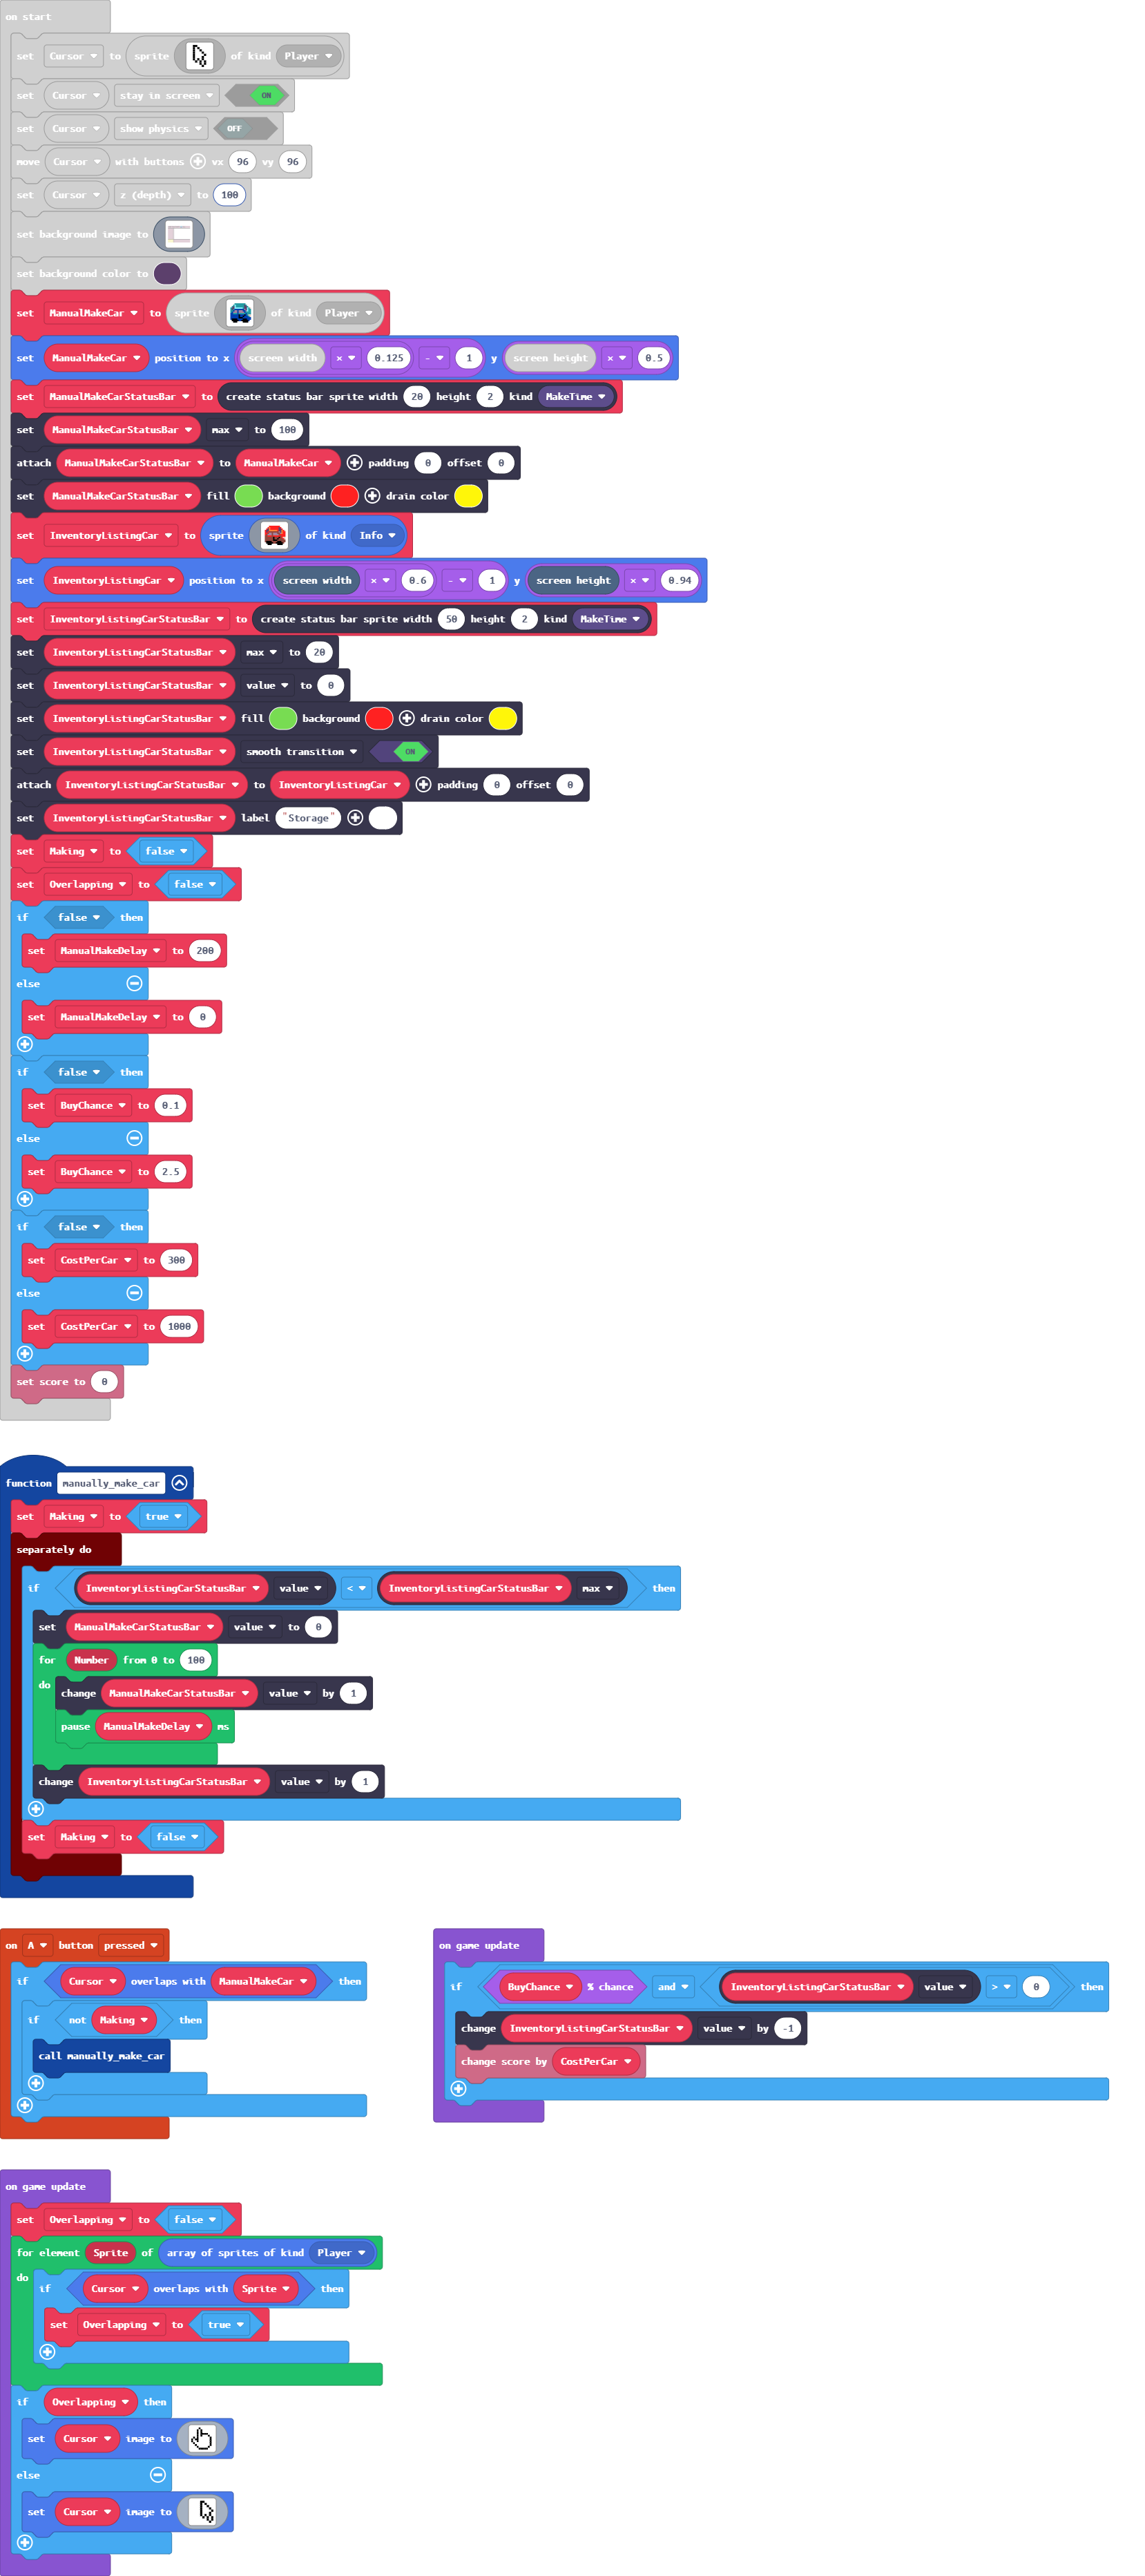 on start
set Cursor to sprite of kind Player
set Cursor stay in screen ON
set Cursor show physics OFF
move Cursor with buttons vx 96 vy 96
set Cursor z (depth) to 100
set background image to
set background color to
set ManualMakeCar to sprite of kind Player
set ManualMakeCar position to x screen width × 0.125 - 1 y screen height × 0.5
set ManualMakeCarStatusBar to create status bar sprite width 20 height 2 kind MakeTime
set ManualMakeCarStatusBar max to 100
attach ManualMakeCarStatusBar to ManualMakeCar padding 0 offset 0
set ManualMakeCarStatusBar fill background drain color
set InventoryListingCar to sprite of kind Info
set InventoryListingCar position to x screen width × 0.6 - 1 y screen height × 0.94
set InventoryListingCarStatusBar to create status bar sprite width 50 height 2 kind MakeTime
set InventoryListingCarStatusBar max to 20
set InventoryListingCarStatusBar value to 0
set InventoryListingCarStatusBar fill background drain color
set InventoryListingCarStatusBar smooth transition ON
attach InventoryListingCarStatusBar to InventoryListingCar padding 0 offset 0
set InventoryListingCarStatusBar label "Storage"
set Making to false
set Overlapping to false
if false then
set ManualMakeDelay to 200
else
set ManualMakeDelay to 0
if false then
set BuyChance to 0.1
else
set BuyChance to 2.5
if false then
set CostPerCar to 300
else
set CostPerCar to 1000
set score to 0
function manually_make_car
set Making to true
separately do
if InventoryListingCarStatusBar value < InventoryListingCarStatusBar max then
set ManualMakeCarStatusBar value to 0
for Number from 0 to 100
do change ManualMakeCarStatusBar value by 1
pause ManualMakeDelay ms
change InventoryListingCarStatusBar value by 1
set Making to false
on A button pressed
if Cursor overlaps with ManualMakeCar then
if not Making then
call manually_make_car
on game update
if BuyChance % chance and InventoryListingCarStatusBar value > 0 then
change InventoryListingCarStatusBar value by -1
change score by CostPerCar
on game update
set Overlapping to false
for element Sprite of array of sprites of kind Player
do if Cursor overlaps with Sprite then
set Overlapping to true
if Overlapping then
set Cursor image to
else
set Cursor image to